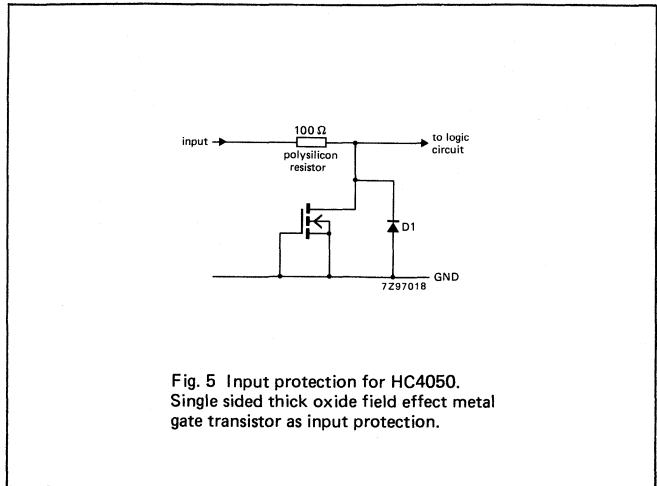 100 Ω
input
to logic
circuit
polysilicon
resistor
D1
GND
7Z97018
Fig. 5 Input protection for HC4050.
Single sided thick oxide field effect metal
gate transistor as input protection.